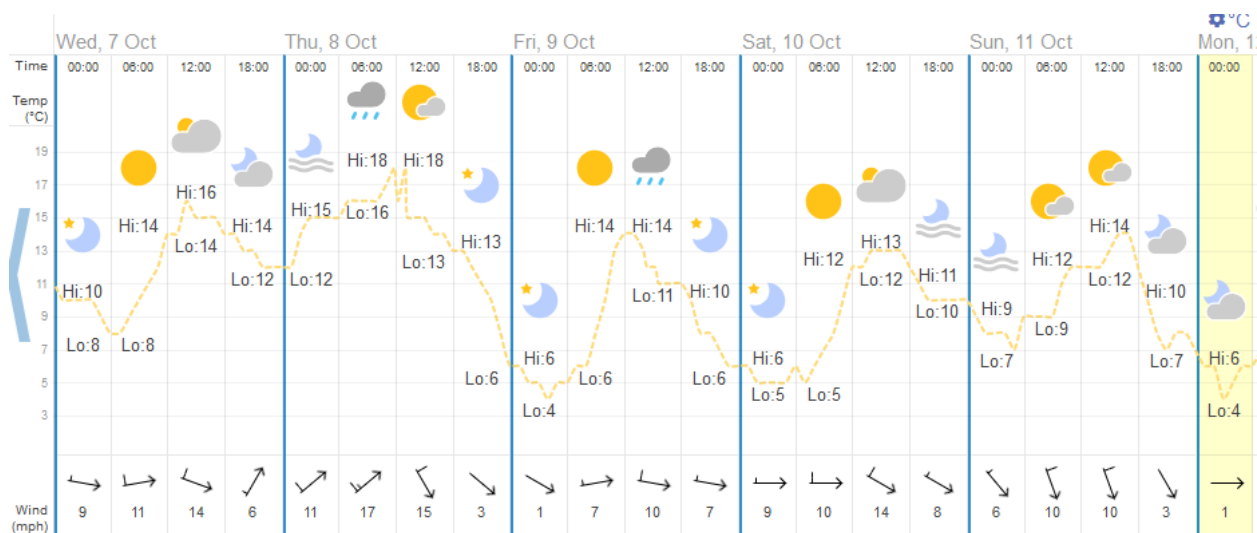 °C
Wed, 7 Oct Thu, 8 Oct Fri, 9 Oct Sat, 10 Oct Sun, 11 Oct Mon, 1
Time 00:00 06:00 12:00 18:00 00:00 06:00 12:00 18:00 00:00 06:00 12:00 18:00 00:00 06:00 12:00 18:00 00:00 06:00 12:00 18:00 00:00
Temp
(°C)
19
17
15
13
11
9
7
5
3
Hi:10 Hi:14 Hi:16 Hi:14 Hi:15 Hi:18 Hi:18 Hi:13 Hi:6 Hi:14 Hi:14 Hi:10 Hi:6 Hi:12 Hi:13 Hi:11 Hi:9 Hi:12 Hi:14 Hi:10 Hi:6
Lo:8 Lo:8 Lo:14 Lo:12 Lo:12 Lo:16 Lo:13 Lo:6 Lo:4 Lo:6 Lo:11 Lo:6 Lo:5 Lo:5 Lo:12 Lo:10 Lo:7 Lo:9 Lo:12 Lo:7 Lo:4
Wind
(mph)
9 11 14 6 11 17 15 3 1 7 10 7 9 10 14 8 6 10 10 3 1